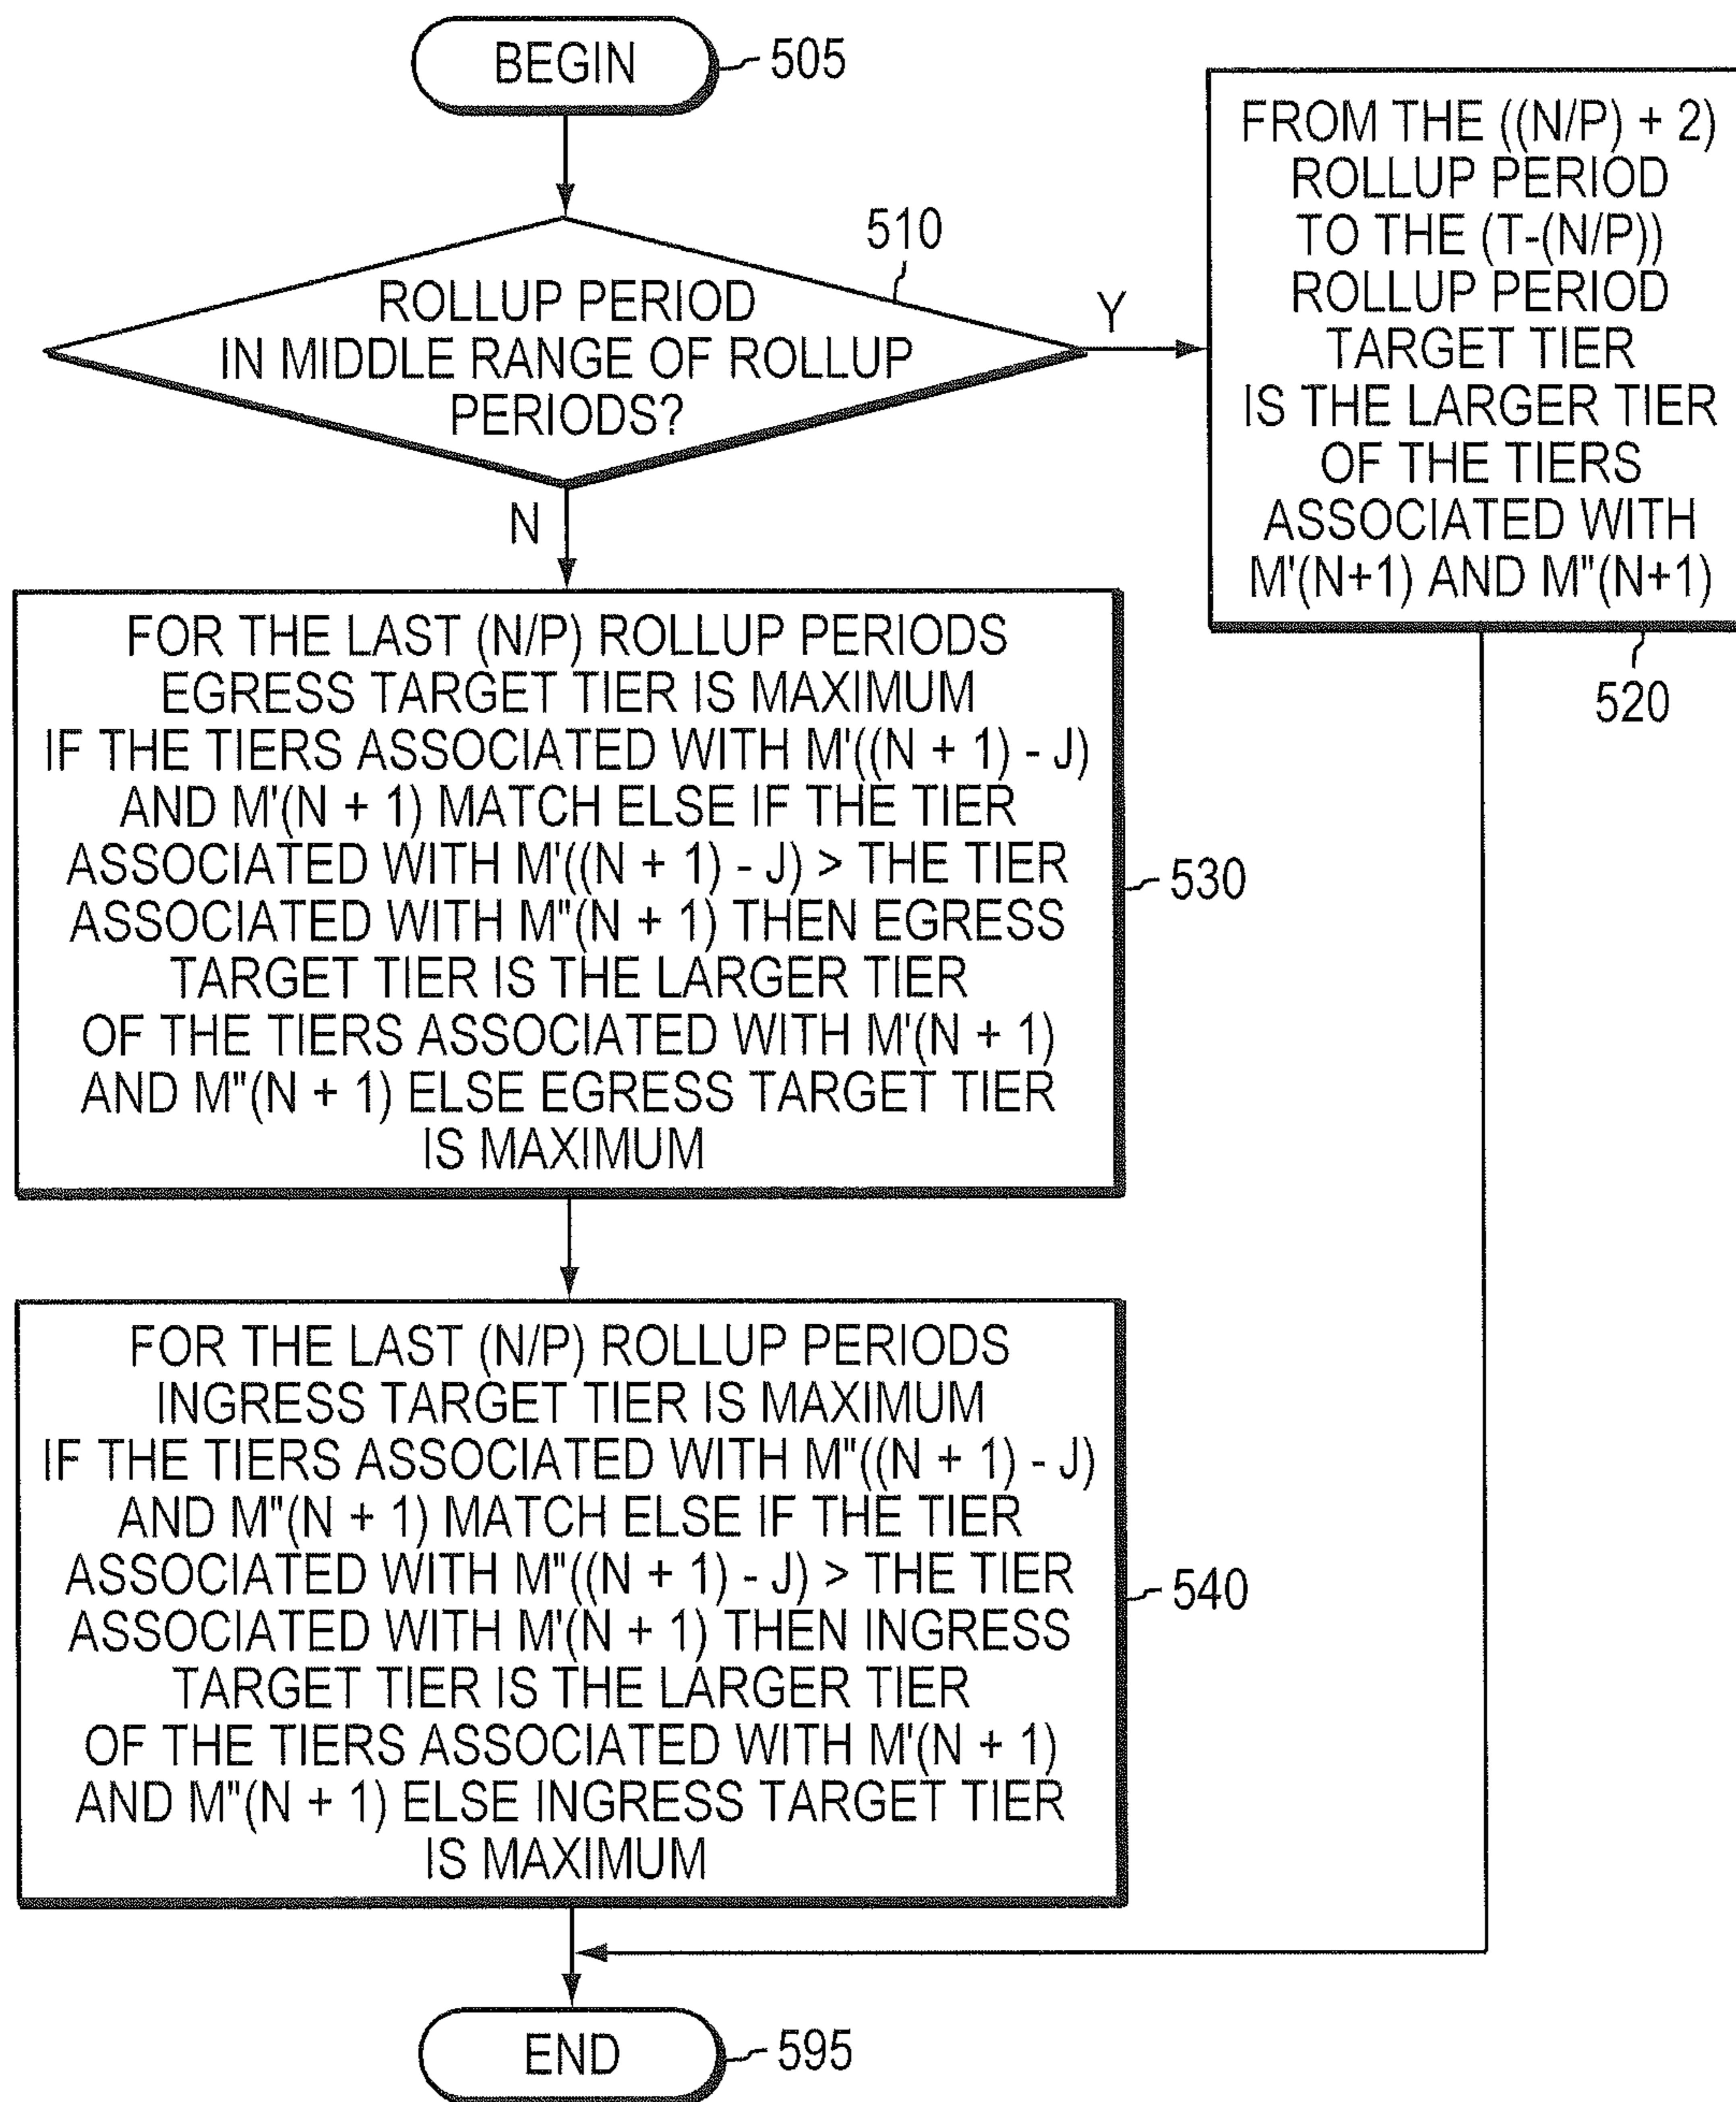 BEGIN
505
510
ROLLUP PERIOD
IN MIDDLE RANGE OF ROLLUP
PERIODS?
Y
N
FROM THE ((N/P) + 2)
ROLLUP PERIOD
TO THE (T-(N/P))
ROLLUP PERIOD
TARGET TIER
IS THE LARGER TIER
OF THE TIERS
ASSOCIATED WITH
M'(N+1) AND M"(N+1)
520
FOR THE LAST (N/P) ROLLUP PERIODS
EGRESS TARGET TIER IS MAXIMUM
IF THE TIERS ASSOCIATED WITH M'((N + 1) - J)
AND M'(N + 1) MATCH ELSE IF THE TIER
ASSOCIATED WITH M'((N + 1) - J) > THE TIER
ASSOCIATED WITH M"(N + 1) THEN EGRESS
TARGET TIER IS THE LARGER TIER
OF THE TIERS ASSOCIATED WITH M'(N + 1)
AND M"(N + 1) ELSE EGRESS TARGET TIER
IS MAXIMUM
530
FOR THE LAST (N/P) ROLLUP PERIODS
INGRESS TARGET TIER IS MAXIMUM
IF THE TIERS ASSOCIATED WITH M"((N + 1) - J)
AND M"(N + 1) MATCH ELSE IF THE TIER
ASSOCIATED WITH M"((N + 1) - J) > THE TIER
ASSOCIATED WITH M'(N + 1) THEN INGRESS
TARGET TIER IS THE LARGER TIER
OF THE TIERS ASSOCIATED WITH M'(N + 1)
AND M"(N + 1) ELSE INGRESS TARGET TIER
IS MAXIMUM
540
END
595